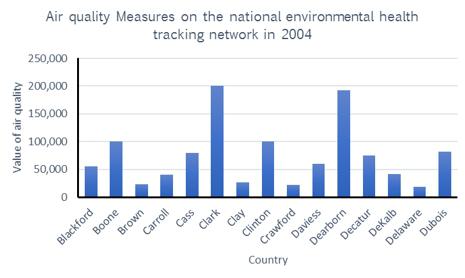 Air quality Measures on the national environmental health
tracking network in 2004
Value of air quality
250,000
200,000
150,000
100,000
50,000
0
Blackford
Boone
Brown
Carroll
Cass
Clark
Clay
Clinton
Crawford
Daviess
Dearborn
Decatur
DeKalb
Delaware
Dubois
Country